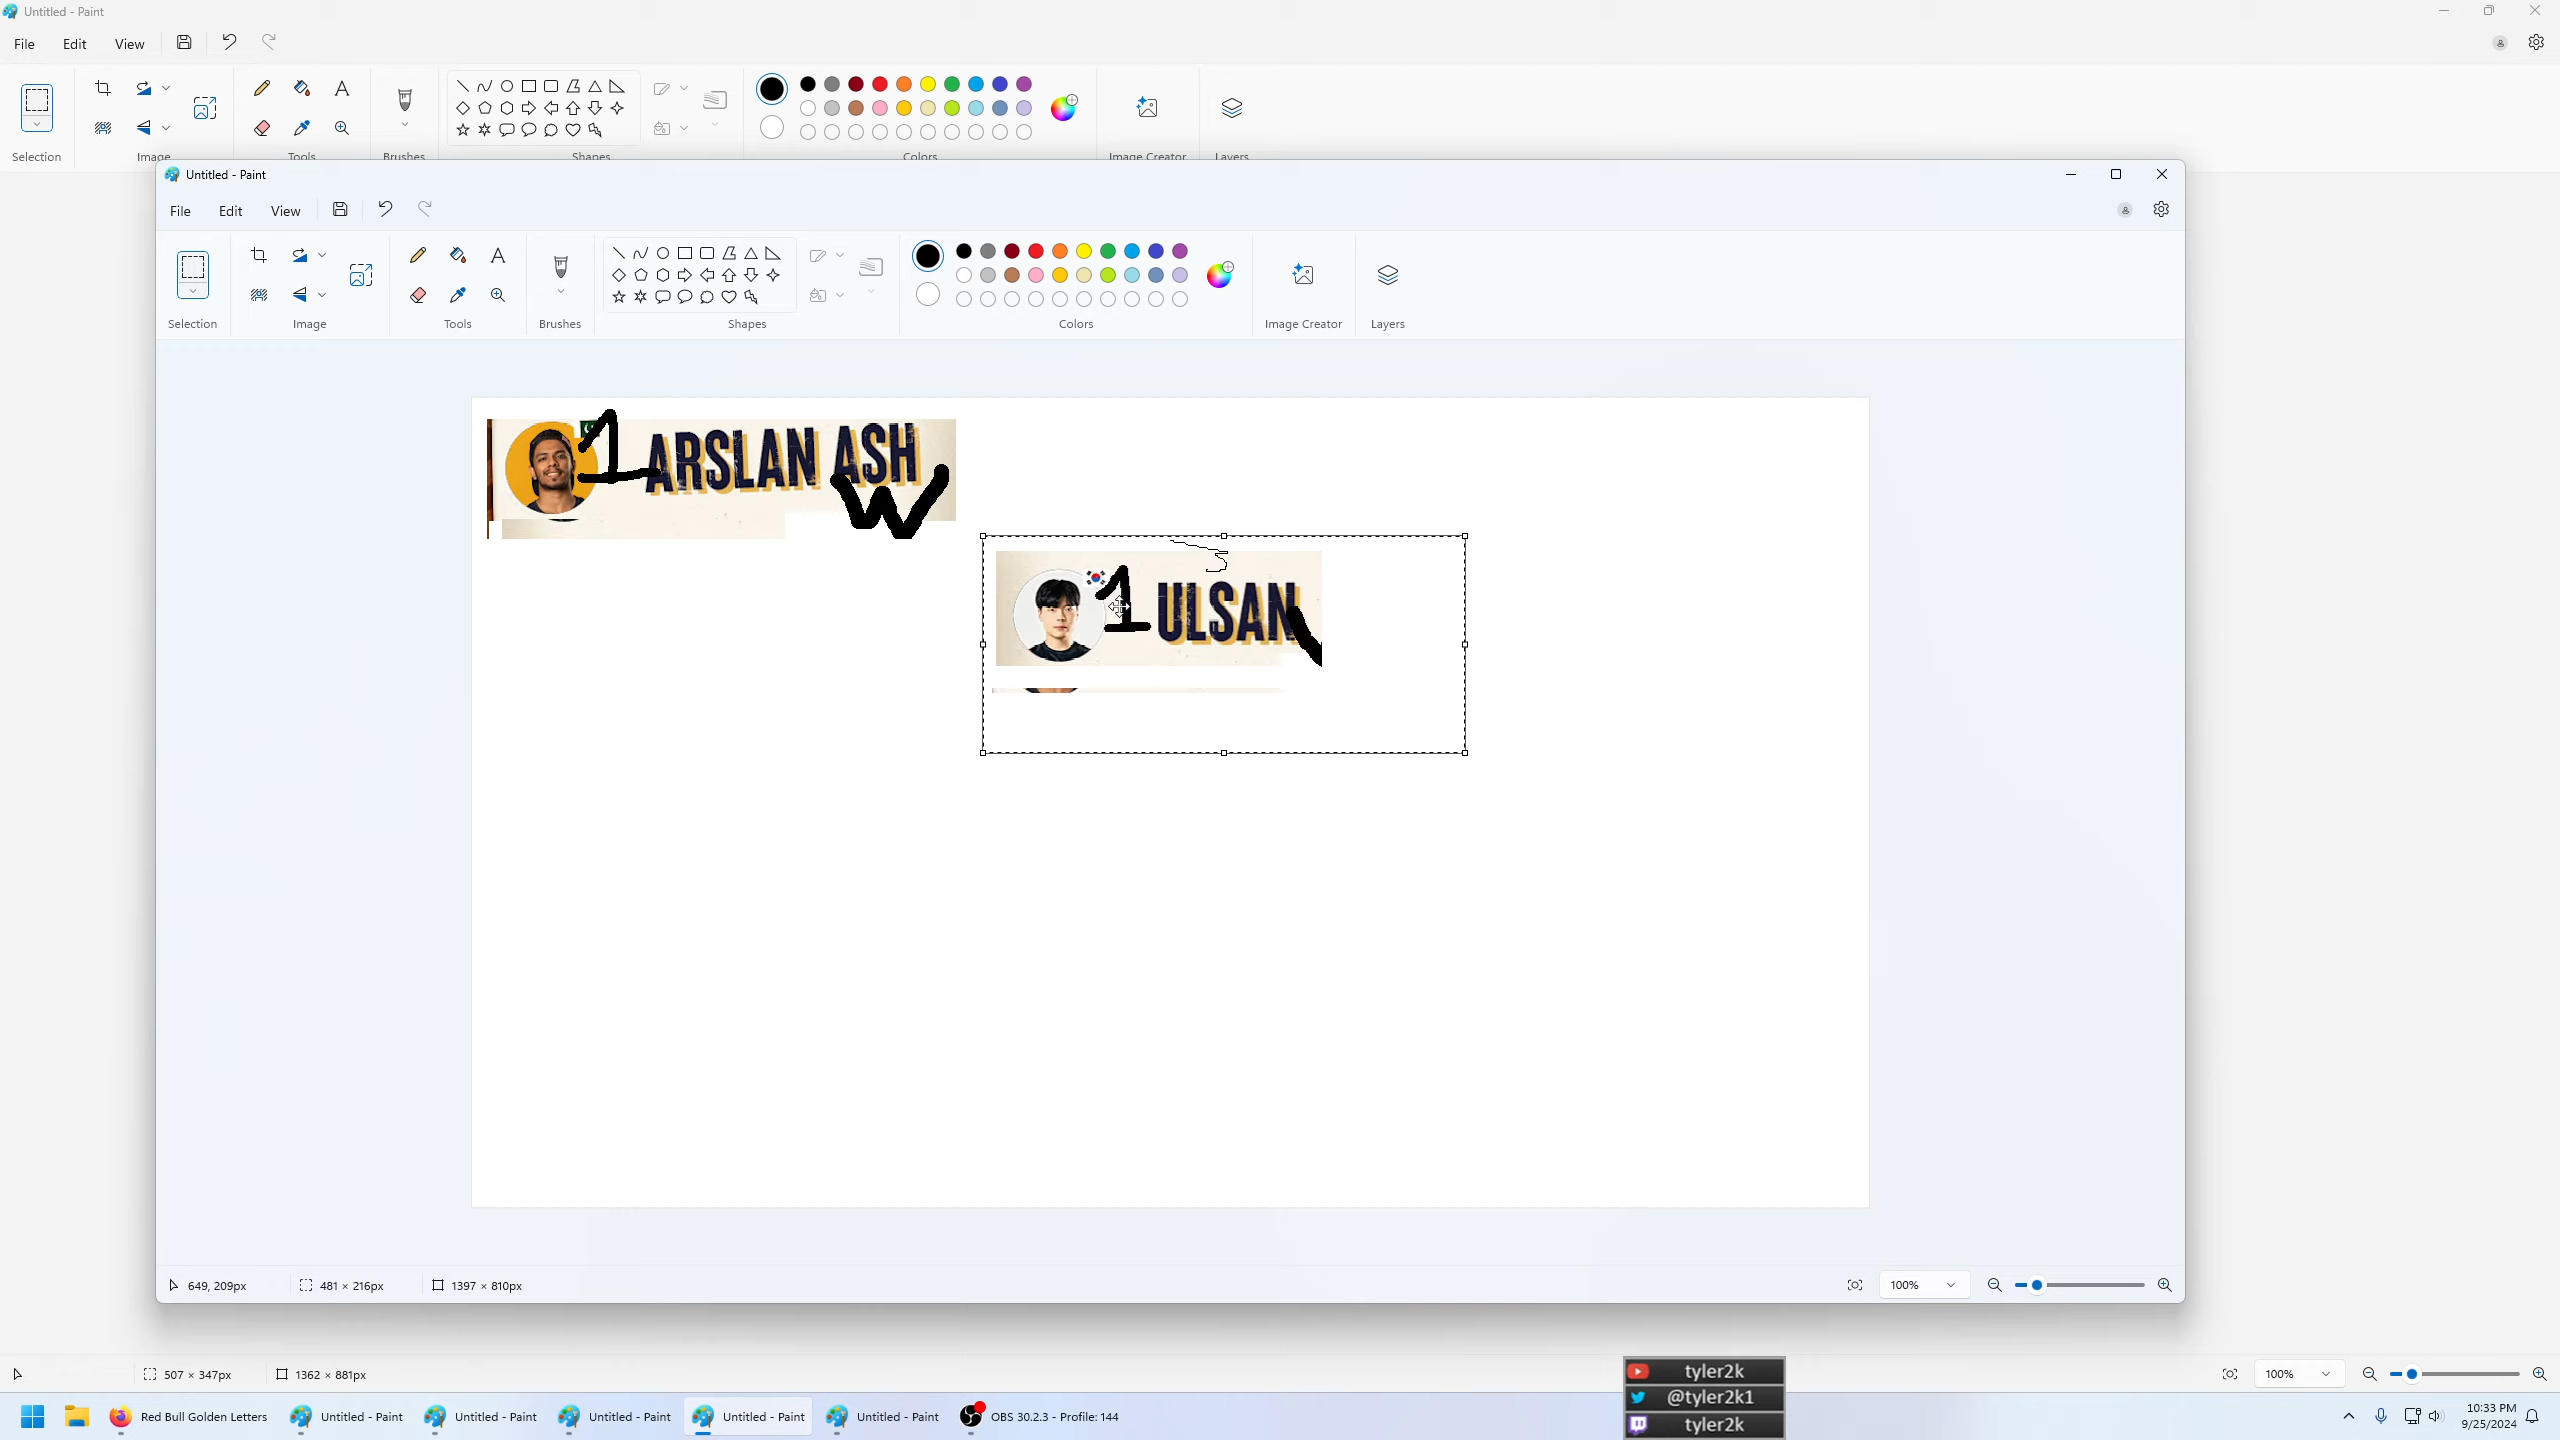 Untitled - Paint
File Edit View
Selection Image Tools Brushes Shapes Colors Image Creator Layers
Untitled - Paint
File Edit View
Selection Image Tools Brushes Shapes Colors Image Creator Layers
1 ARSLAN ASH
W
1 ULSAN
649, 209px 481 × 216px 1397 × 810px 100%
507 × 347px 1362 × 881px 100%
tyler2k
@tyler2k1
tyler2k
Red Bull Golden Letters Untitled - Paint Untitled - Paint Untitled - Paint Untitled - Paint Untitled - Paint OBS 30.2.3 - Profile: 144
10:33 PM
9/25/2024